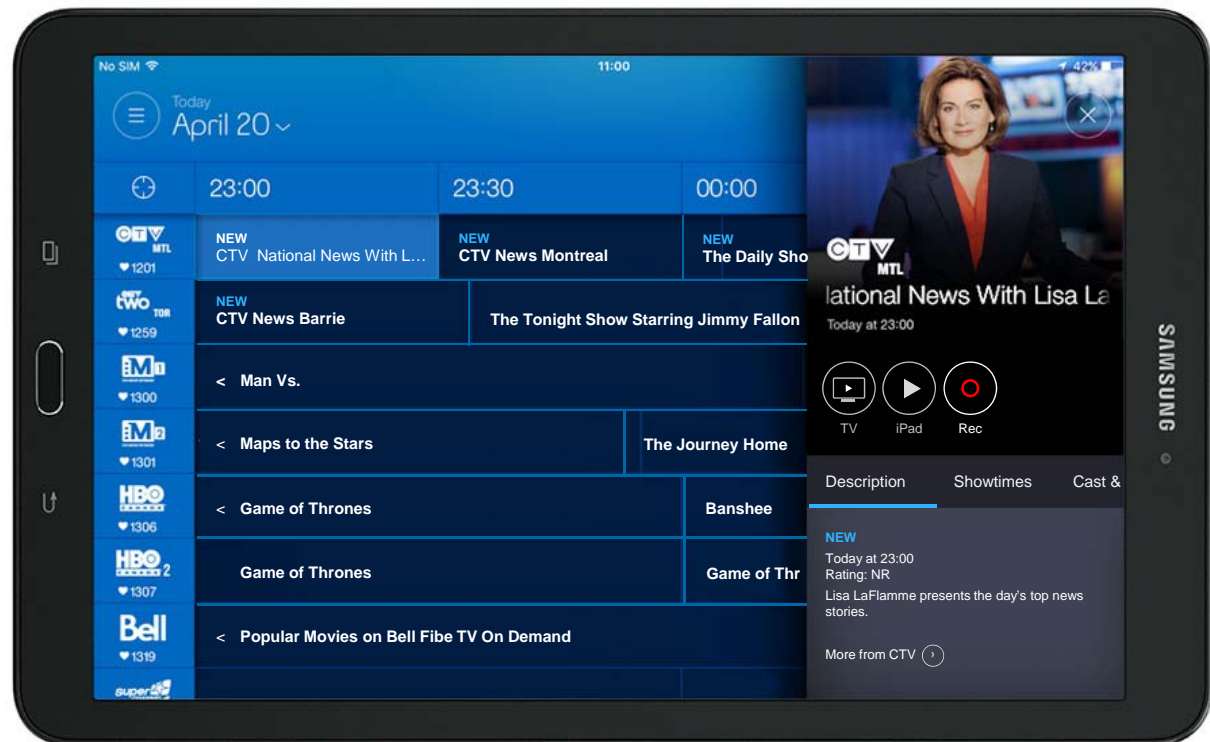 No SIM
11:00
42%
Today
April 20
23:00
23:30
00:00
CTV
MTL
1201
NEW
CTV National News With L...
NEW
CTV News Montreal
NEW
The Daily Sho
two
TOR
1259
NEW
CTV News Barrie
The Tonight Show Starring Jimmy Fallon
M 1
1300
< Man Vs.
M 2
1301
< Maps to the Stars
The Journey Home
HBO
CANADA
1306
< Game of Thrones
Banshee
HBO 2
CANADA
1307
Game of Thrones
Game of Thr
Bell
1319
< Popular Movies on Bell Fibe TV On Demand
super
CTV
MTL
lational News With Lisa La
Today at 23:00
TV
iPad
Rec
Description
Showtimes
Cast &
NEW
Today at 23:00
Rating: NR
Lisa LaFlamme presents the day's top news
stories.
More from CTV
SAMSUNG